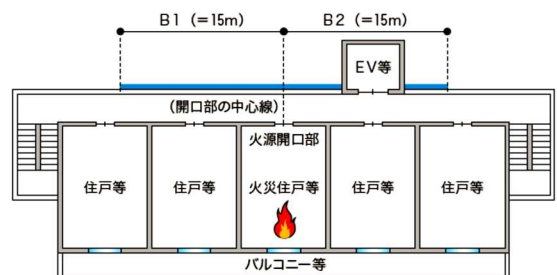 B1（=15m）
B2（=15m）
EV等
（開口部の中心線）
火源開口部
住戸等
住戸等
火災住戸等
住戸等
住戸等
バルコニー等